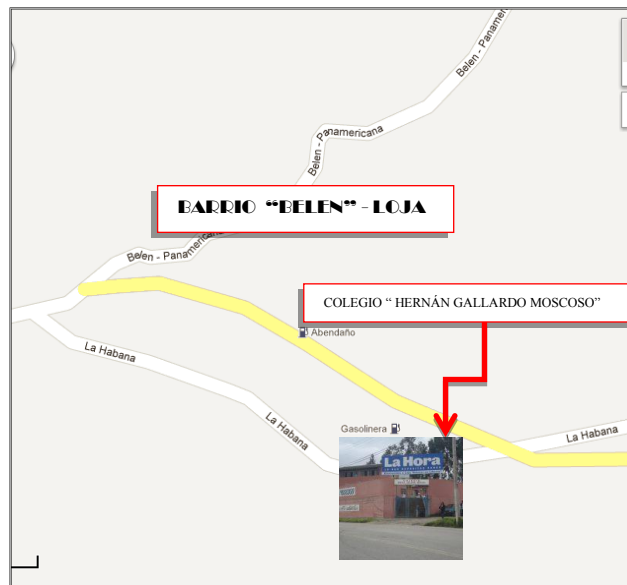 Belen - Panamericana
Belen - Panamericana
BARRIO “BELEN” - LOJA
Belen - Panamericana
COLEGIO “ HERNÁN GALLARDO MOSCOSO”
Abendaño
La Habana
La Habana
Gasolinera
La Habana
La Hora